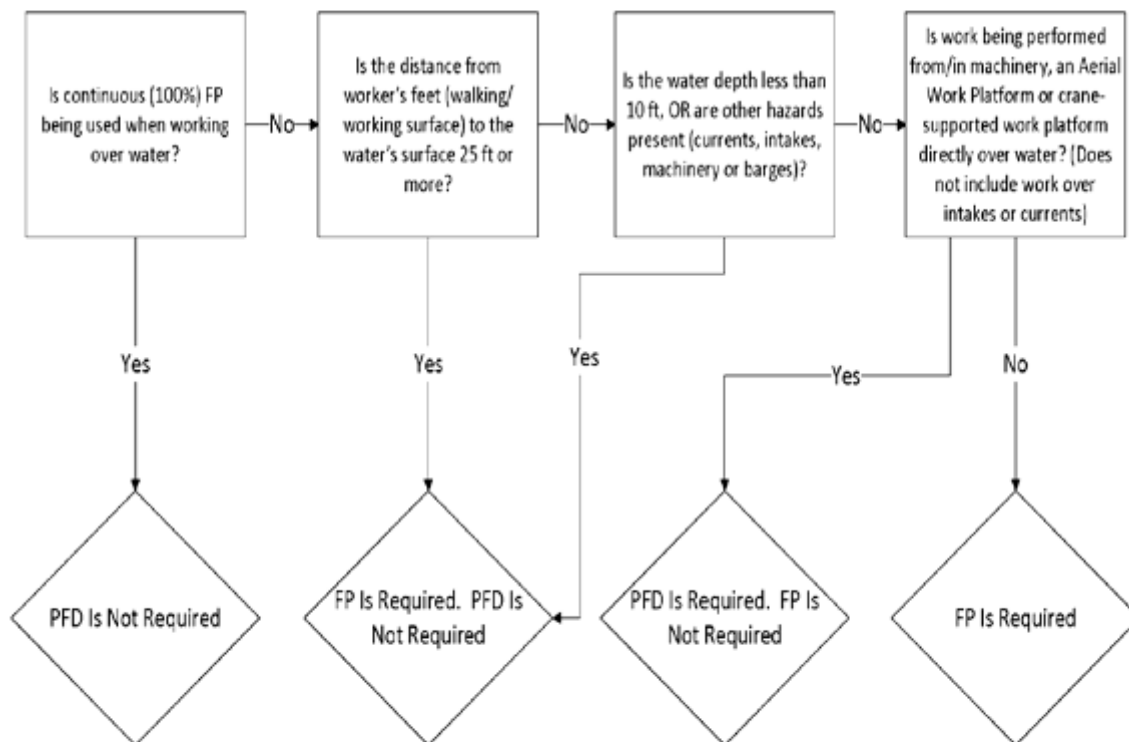 Is continuous (100%) FP
being used when working
over water?
No
Is the distance from
worker's feet (walking/
working surface) to the
water's surface 25 ft or
more?
No
Is the water depth less than
10 ft, OR are other hazards
present (currents, intakes,
machinery or barges)?
No
Is work being performed
from/in machinery, an Aerial
Work Platform or crane-
supported work platform
directly over water? (Does
not include work over
intakes or currents)
Yes
Yes
Yes
Yes
No
PFD Is Not Required
FP Is Required. PFD Is
Not Required
PFD Is Required. FP Is
Not Required
FP Is Required